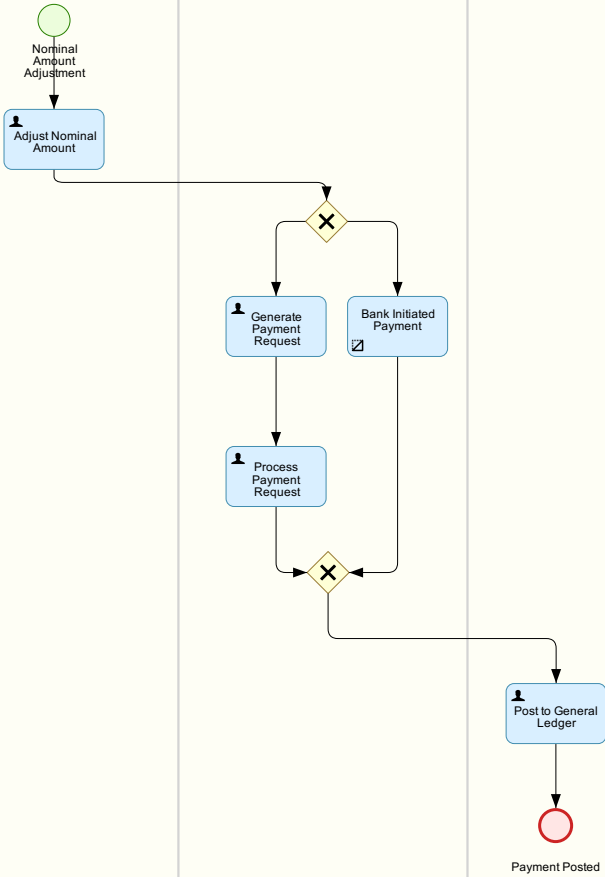 Nominal
Amount
Adjustment
Adjust Nominal
Amount
Generate
Payment
Request
Bank Initiated
Payment
Process
Payment
Request
Post to General
Ledger
Payment Posted